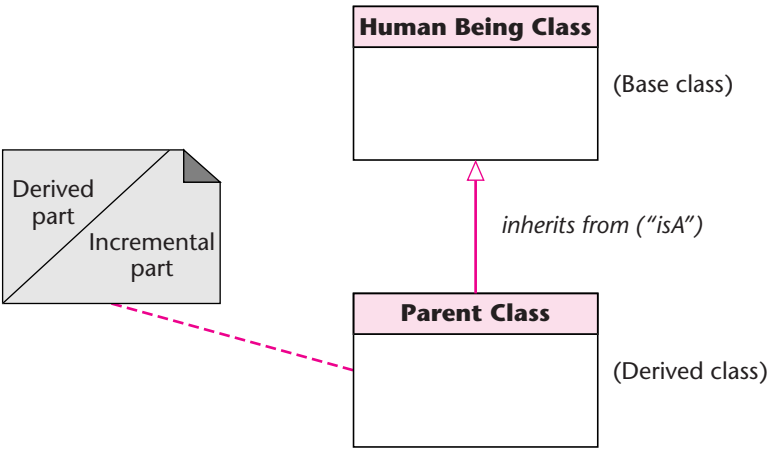 Human Being Class
(Base class)
Derived
part
Incremental
part
inherits from (“isA”)
Parent Class
(Derived class)